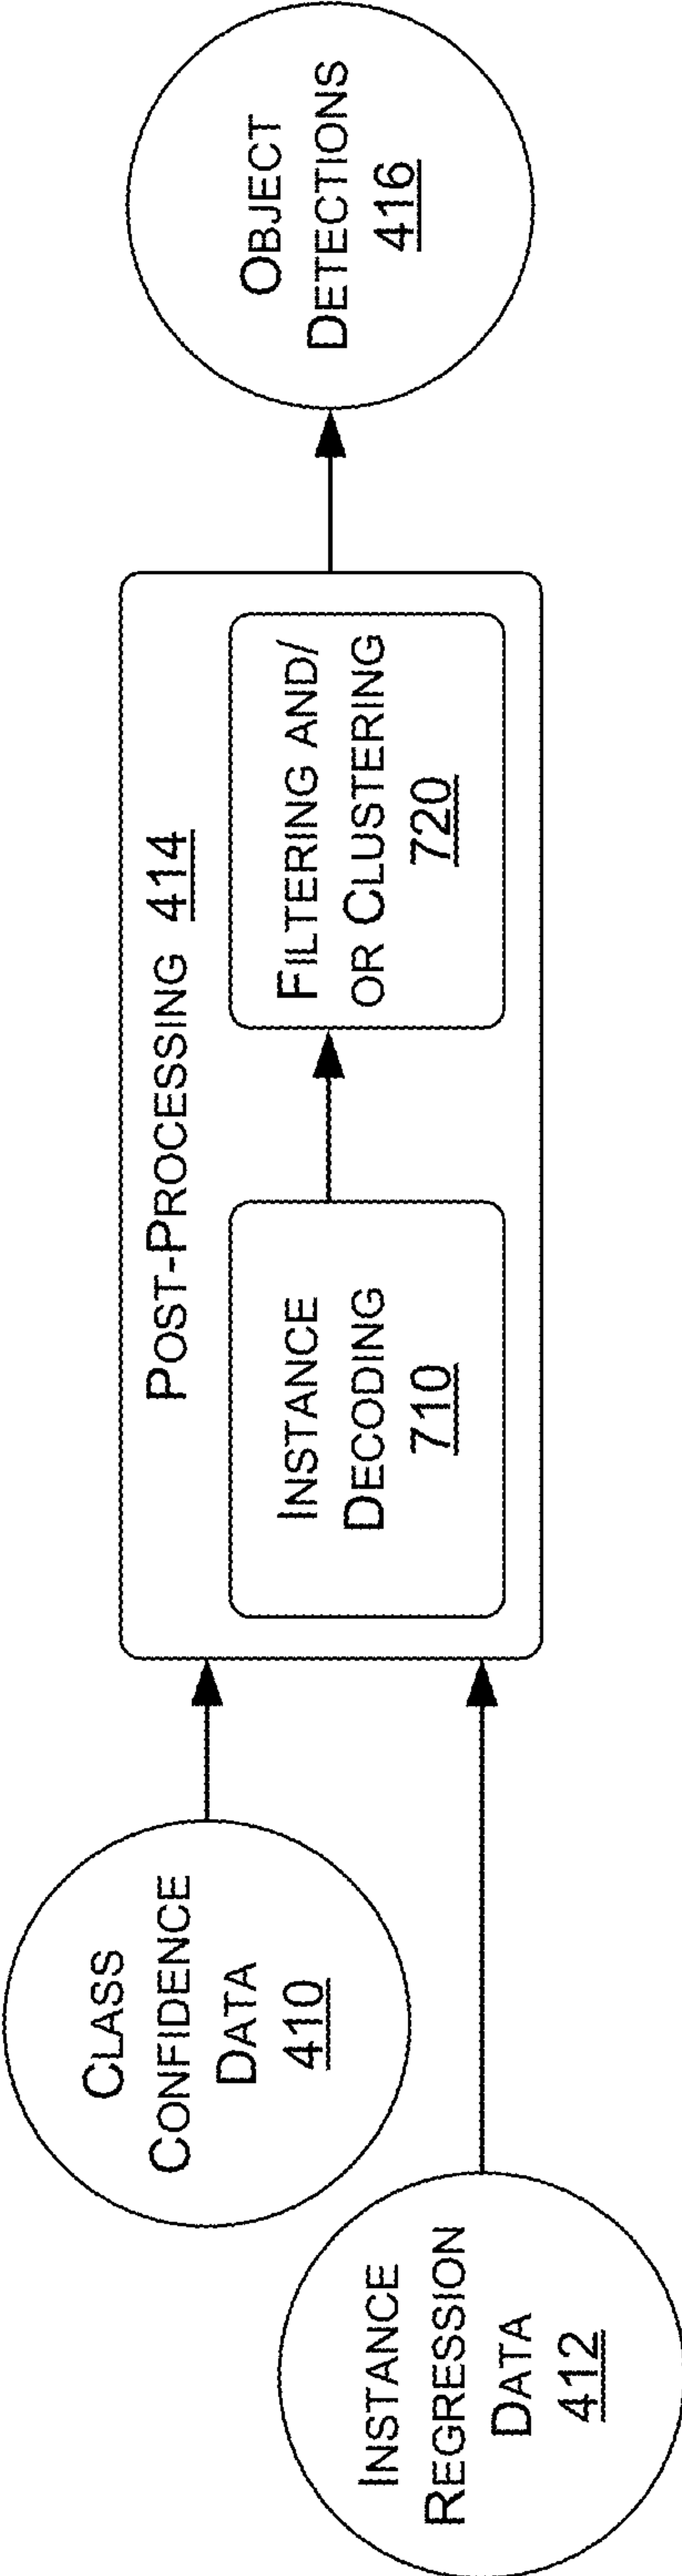 CLASS
CONFIDENCE
DATA
410
INSTANCE
REGRESSION
DATA
412
POST-PROCESSING 414
INSTANCE
DECODING
710
FILTERING AND/
OR CLUSTERING
720
OBJECT
DETECTIONS
416